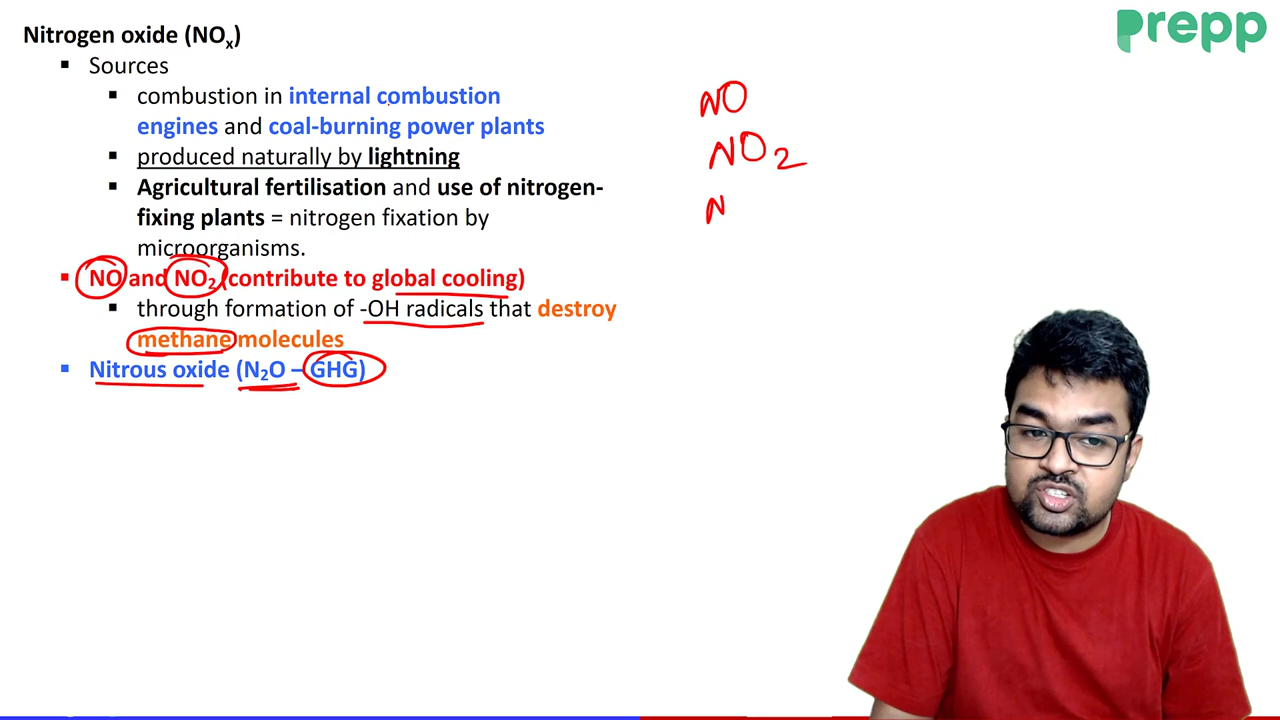 Nitrogen oxide (NOx)
▪ Sources
▪ combustion in internal combustion
engines and coal-burning power plants
▪ produced naturally by lightning
▪ Agricultural fertilisation and use of nitrogen-
fixing plants = nitrogen fixation by
microorganisms.
▪ NO and NO2 (contribute to global cooling)
▪ through formation of -OH radicals that destroy
methane molecules
▪ Nitrous oxide (N2O – GHG)
prepp
NO
NO2
N